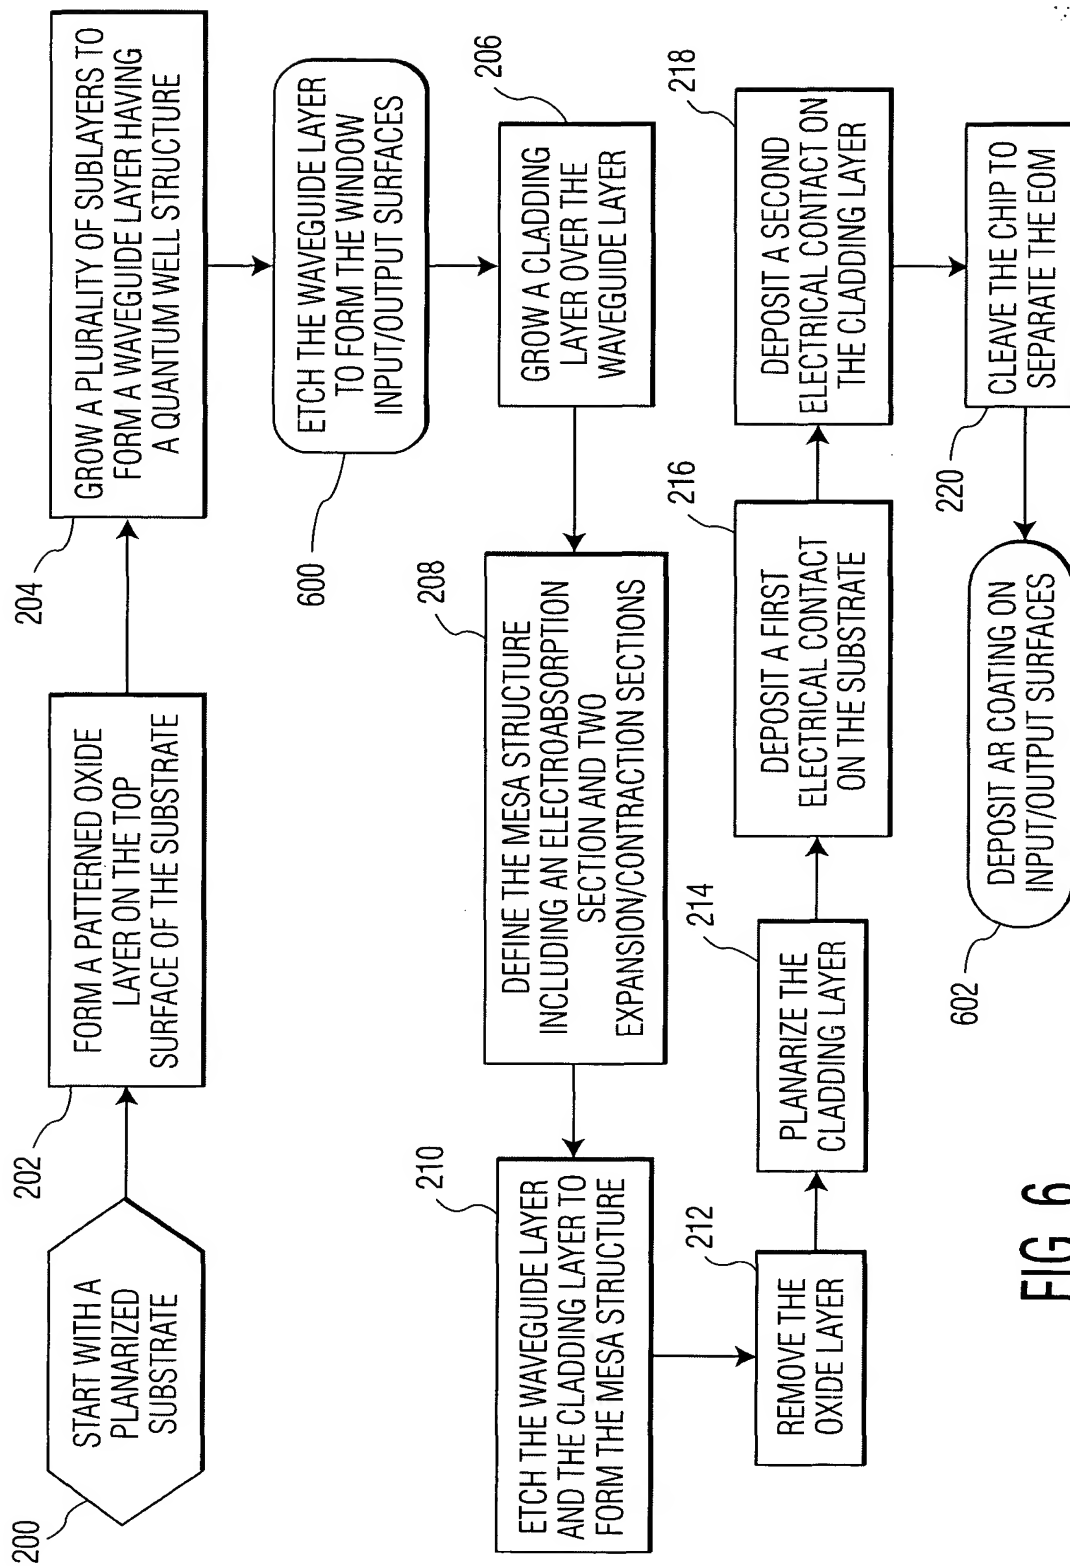 200
START WITH A
PLANARIZED
SUBSTRATE
202
FORM A PATTERNED OXIDE
LAYER ON THE TOP
SURFACE OF THE SUBSTRATE
204
GROW A PLURALITY OF SUBLAYERS TO
FORM A WAVEGUIDE LAYER HAVING
A QUANTUM WELL STRUCTURE
600
ETCH THE WAVEGUIDE LAYER
TO FORM THE WINDOW
INPUT/OUTPUT SURFACES
206
GROW A CLADDING
LAYER OVER THE
WAVEGUIDE LAYER
208
DEFINE THE MESA STRUCTURE
INCLUDING AN ELECTROABSORPTION
SECTION AND TWO
EXPANSION/CONTRACTION SECTIONS
210
ETCH THE WAVEGUIDE LAYER
AND THE CLADDING LAYER TO
FORM THE MESA STRUCTURE
212
REMOVE THE
OXIDE LAYER
214
PLANARIZE THE
CLADDING LAYER
216
DEPOSIT A FIRST
ELECTRICAL CONTACT
ON THE SUBSTRATE
218
DEPOSIT A SECOND
ELECTRICAL CONTACT ON
THE CLADDING LAYER
220
CLEAVE THE CHIP TO
SEPARATE THE EOM
602
DEPOSIT AR COATING ON
INPUT/OUTPUT SURFACES
FIG. 6